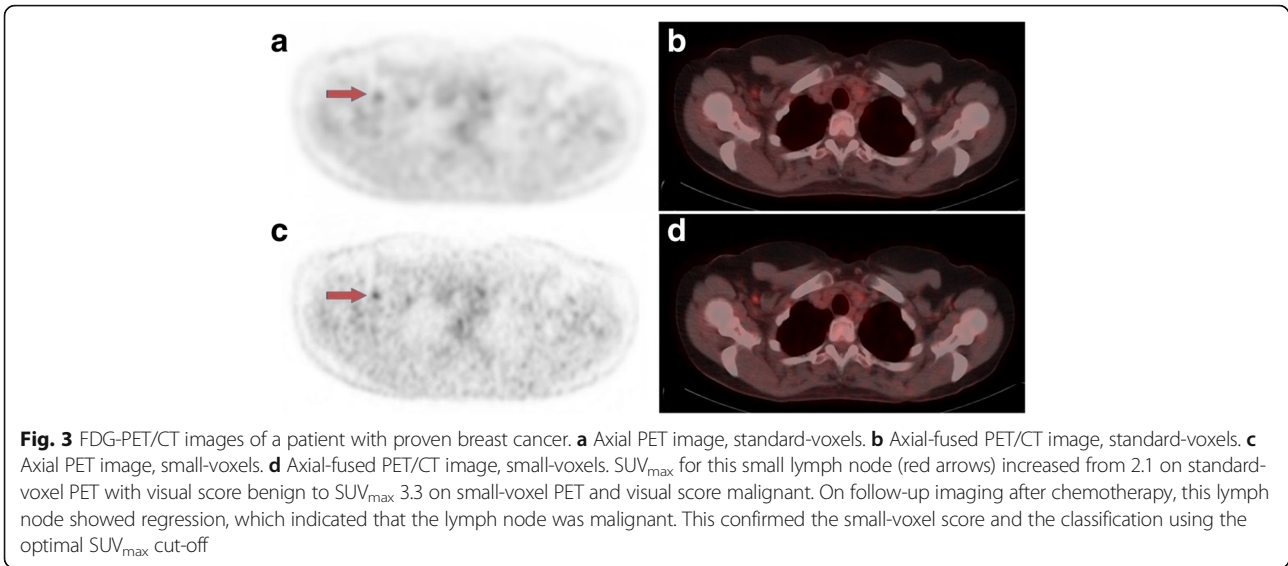 a
b
c
d
Fig. 3 FDG-PET/CT images of a patient with proven breast cancer. a Axial PET image, standard-voxels. b Axial-fused PET/CT image, standard-voxels. c
Axial PET image, small-voxels. d Axial-fused PET/CT image, small-voxels. SUVmax for this small lymph node (red arrows) increased from 2.1 on standard-
voxel PET with visual score benign to SUVmax 3.3 on small-voxel PET and visual score malignant. On follow-up imaging after chemotherapy, this lymph
node showed regression, which indicated that the lymph node was malignant. This confirmed the small-voxel score and the classification using the
optimal SUVmax cut-off